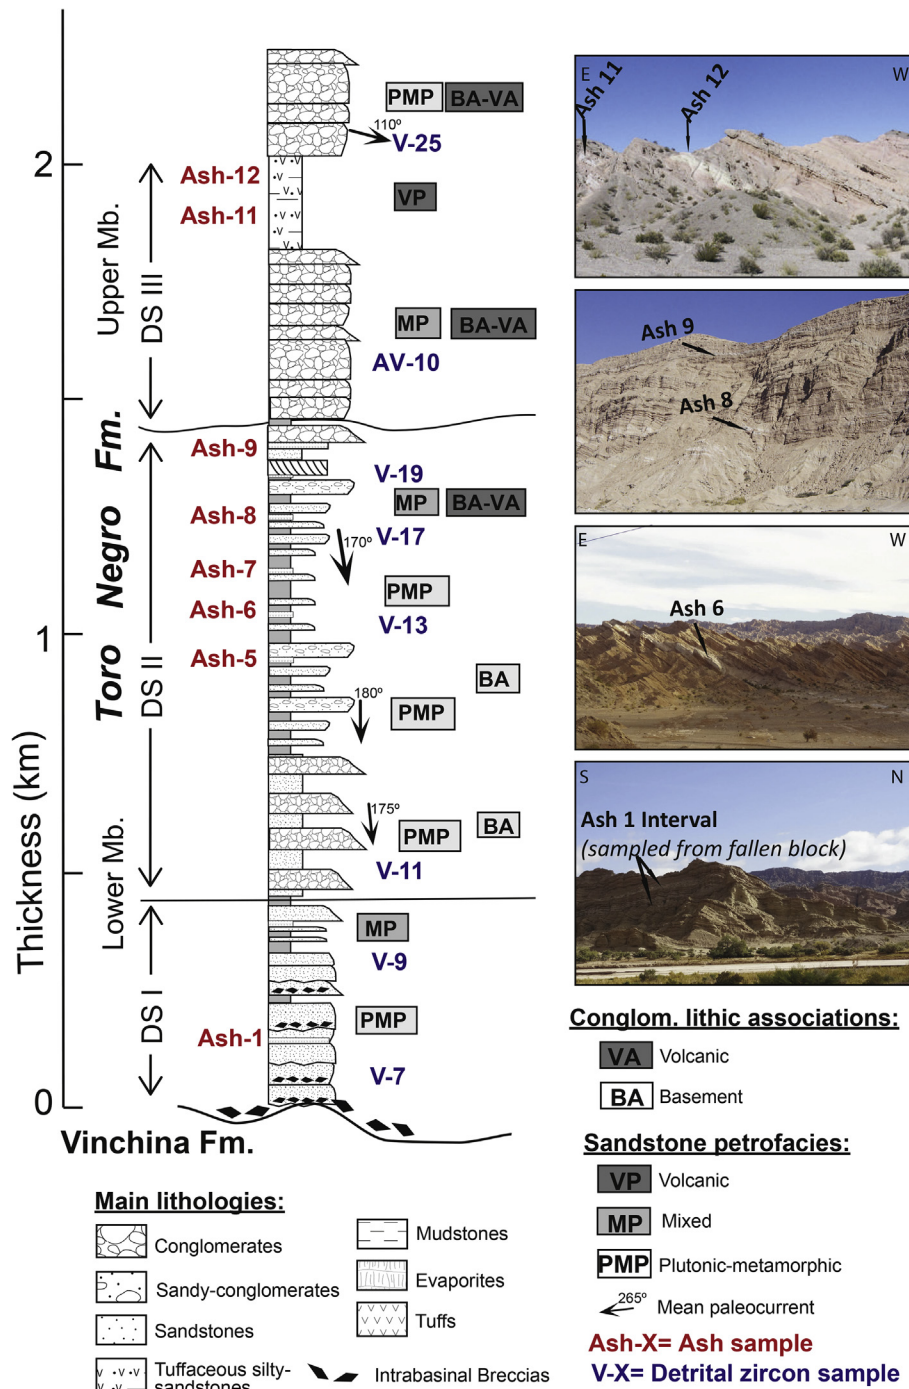 2
1
0
Thickness (km)
Upper Mb.
Lower Mb.
DS III
DS II
DS I
Toro Negro Fm.
Vinchina Fm.
PMP BA-VA
110º
V-25
Ash-12
VP
Ash-11
MP BA-VA
AV-10
Ash-9
V-19
MP BA-VA
Ash-8
V-17
170º
Ash-7
PMP
Ash-6
V-13
Ash-5
BA
180º
PMP
175º
BA
PMP
V-11
MP
V-9
PMP
Ash-1
V-7
E W
Ash 11
Ash 12
Ash 9
Ash 8
E W
Ash 6
S N
Ash 1 Interval
(sampled from fallen block)
Conglom. lithic associations:
VA Volcanic
BA Basement
Sandstone petrofacies:
VP Volcanic
MP Mixed
PMP Plutonic-metamorphic
265º Mean paleocurrent
Ash-X= Ash sample
V-X= Detrital zircon sample
Main lithologies:
Conglomerates
Sandy-conglomerates
Sandstones
Tuffaceous silty-
sandstones
Mudstones
Evaporites
Tuffs
Intrabasinal Breccias